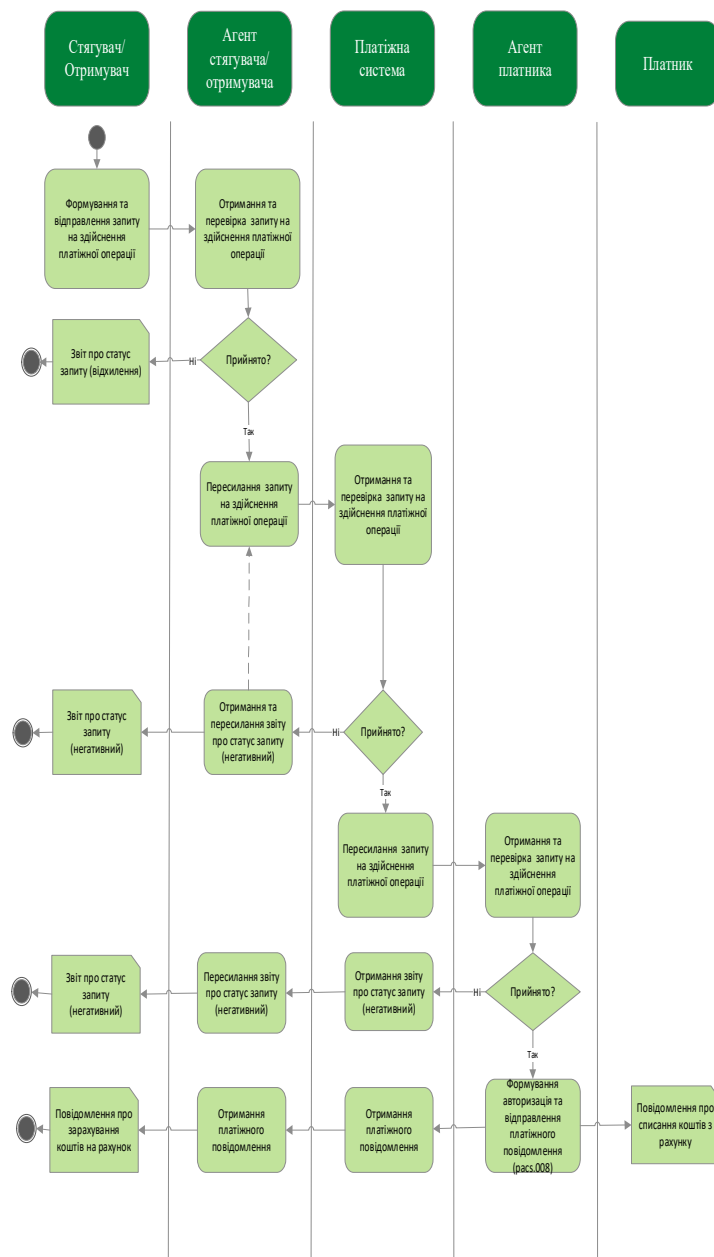 Стягувач/
Отримувач
Агент
стягувача/
отримувача
Платіжна
система
Агент
платника
Платник
Формування та
відправлення запиту
на здійснення
платіжної операції
Отримання та
перевірка запиту на
здійснення платіжної
операції
Звіт про статус
запиту (відхилення)
Ні
Прийнято?
Так
Пересилання запиту
на здійснення
платіжної операції
Отримання та
перевірка запиту на
здійснення платіжної
операції
Звіт про статус
запиту
(негативний)
Отримання та
пересилання звіту
про статус запиту
(негативний)
Ні
Прийнято?
Так
Пересилання запиту
на здійснення
платіжної операції
Отримання та
перевірка запиту на
здійснення
платіжної операції
Звіт про статус
запиту
(негативний)
Пересилання звіту
про статус запиту
(негативний)
Отримання звіту
про статус запиту
(негативний)
Ні
Прийнято?
Так
Повідомлення про
зарахування
коштів на рахунок
Отримання
платіжного
повідомлення
Отримання
платіжного
повідомлення
Формування
авторизація та
відправлення
платіжного
повідомлення
(pacs.008)
Повідомлення про
списання коштів з
рахунку